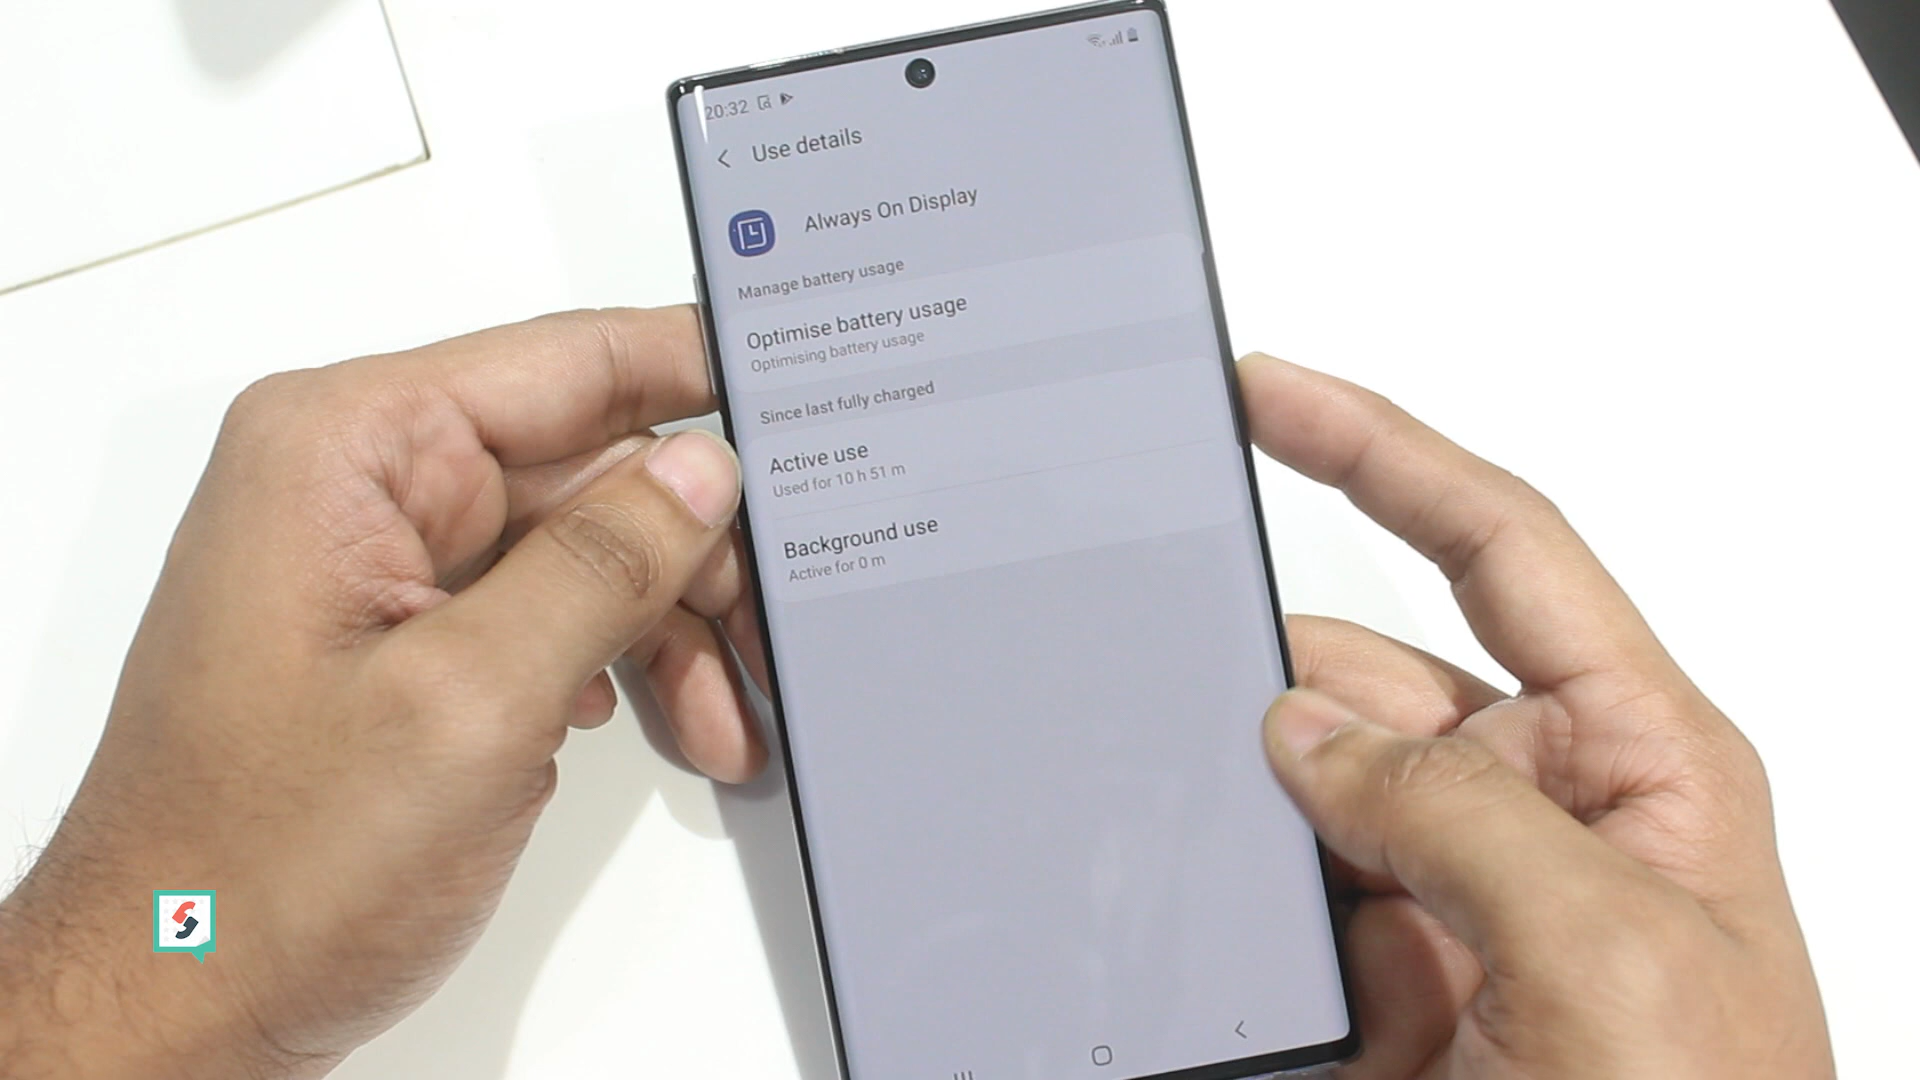 20:32
Use details
Always On Display
Manage battery usage
Optimise battery usage
Optimising battery usage
Since last fully charged
Active use
Used for 10 h 51 m
Background use
Active for 0 m